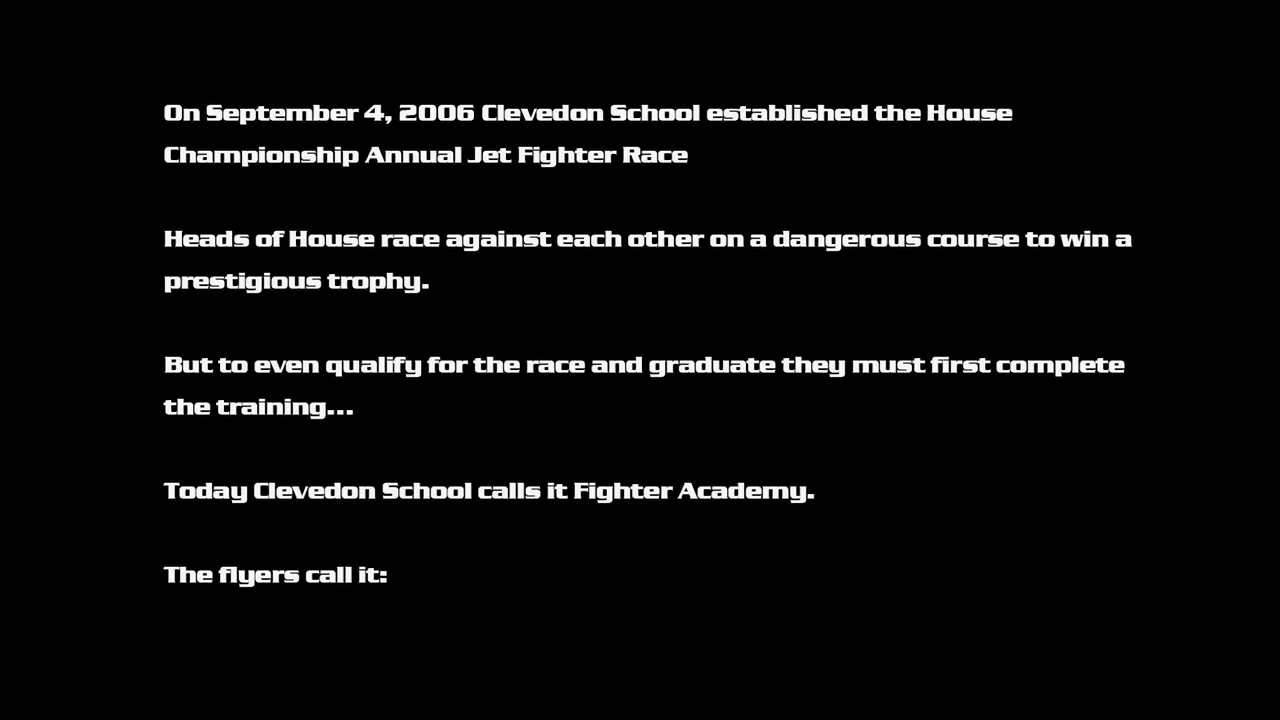 On September 4, 2006 Clevedon School established the House
Championship Annual Jet Fighter Race
Heads of House race against each other on a dangerous course to win a
prestigious trophy.
But to even qualify for the race and graduate they must first complete
the training...
Today Clevedon School calls it Fighter Academy.
The flyers call it: